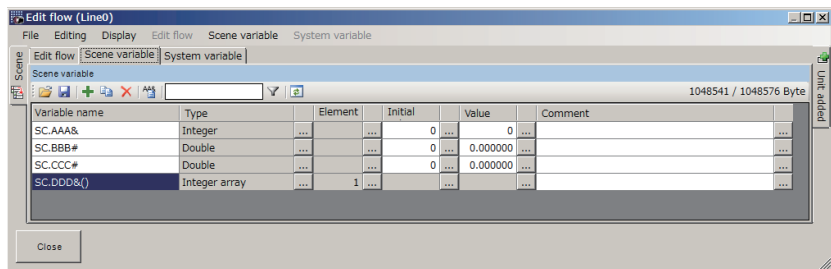 Edit flow (Line0)
File Editing Display Edit flow Scene variable System variable
Scene
Edit flow Scene variable System variable
Scene variable
1048541 / 1048576 Byte
Variable name Type Element Initial Value Comment
SC.AAA& Integer ... ... 0 ... 0 ... ...
SC.BBB# Double ... ... 0 ... 0.000000 ... ...
SC.CCC# Double ... ... 0 ... 0.000000 ... ...
SC.DDD&() Integer array ... 1 ... ... ... ...
Unit added
Close